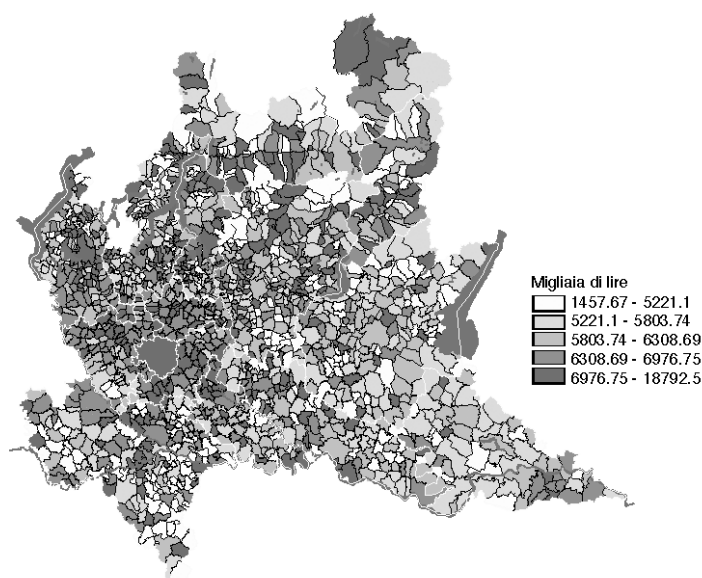 Migliaia di lire
1457.67 - 5221.1
5221.1 - 5803.74
5803.74 - 6308.69
6308.69 - 6976.75
6976.75 - 18792.5